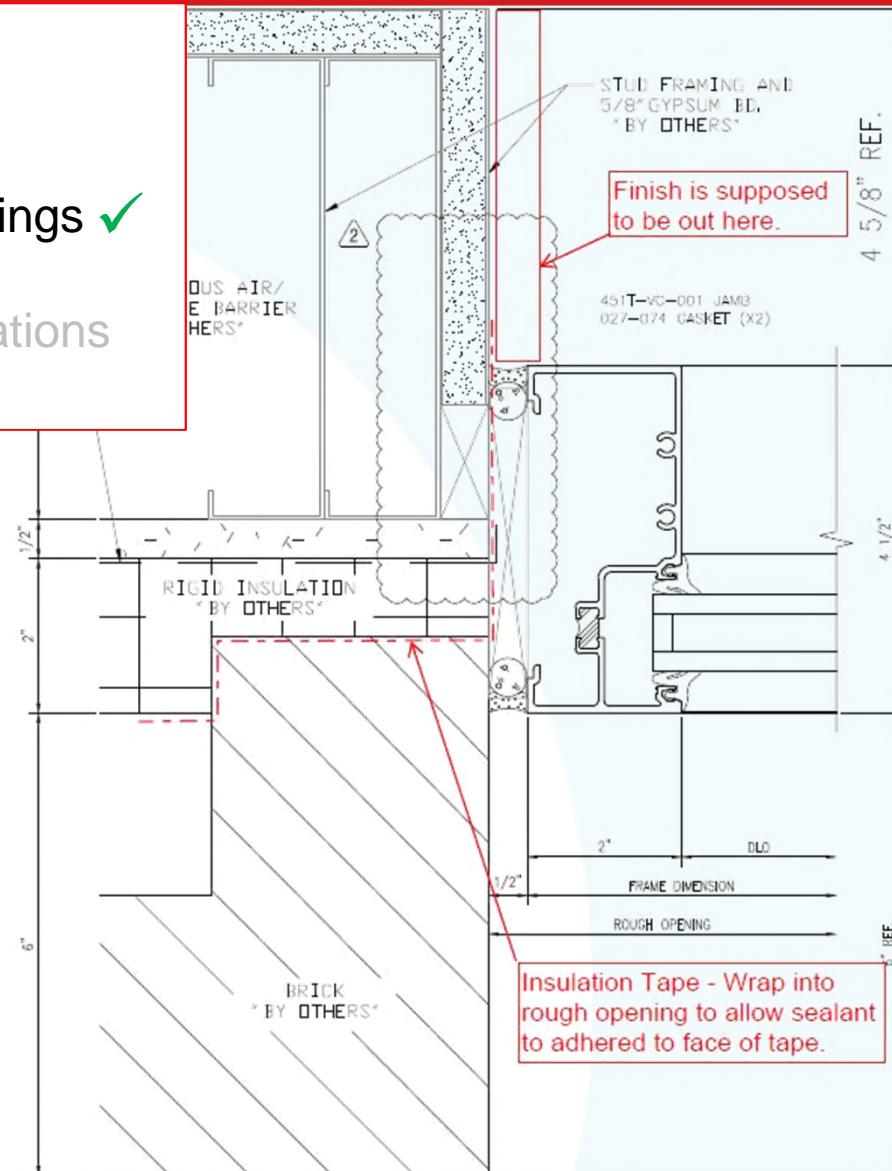 ings ✓
ations
OUS AIR/
E BARRIER
HERS"
2
STUD FRAMING AND
5/8" GYPSUM BD.
"BY OTHERS"
Finish is supposed
to be out here.
4 5/8" REF.
451T-VC-001 JAMB
027-074 GASKET (X2)
1/2"
RIGID INSULATION
"BY OTHERS"
2"
4 1/2"
2"
DLO
1/2"
FRAME DIMENSION
ROUGH OPENING
6"
" REF.
BRICK
"BY OTHERS"
Insulation Tape - Wrap into
rough opening to allow sealant
to adhered to face of tape.